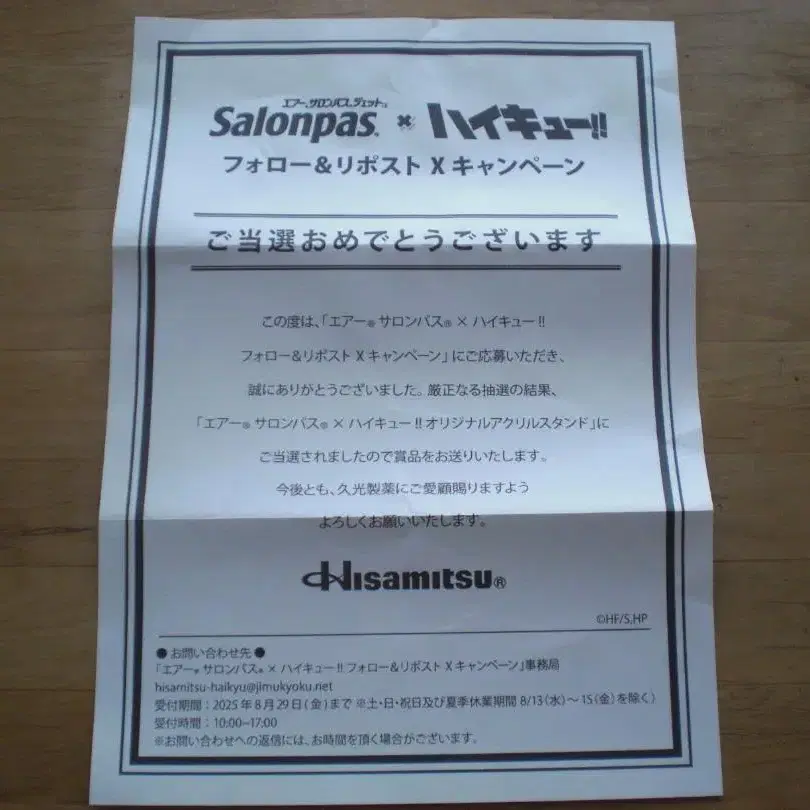 エアー®サロンパス®ジェットα
Salonpas® × ハイキュー!!
フォロー&リポスト X キャンペーン
ご当選おめでとうございます
この度は、「エアー® サロンパス® × ハイキュー!!
フォロー&リポスト X キャンペーン」にご応募いただき、
誠にありがとうございました。厳正なる抽選の結果、
「エアー® サロンパス® × ハイキュー!! オリジナルアクリルスタンド」に
ご当選されましたので賞品をお送りいたします。
今後とも、久光製薬にご愛顧賜りますよう
よろしくお願いいたします。
Hisamitsu®
©HF/S,HP
● お問い合わせ先 ●
「エアー® サロンパス® × ハイキュー!! フォロー&リポスト X キャンペーン」事務局
hisamitsu-haikyu@jimukyoku.net
受付期間:2025年8月29日(金)まで ※土・日・祝日及び夏季休業期間 8/13(水)~15(金)を除く)
受付時間:10:00~17:00
※お問い合わせへの返信には、お時間を頂く場合がございます。